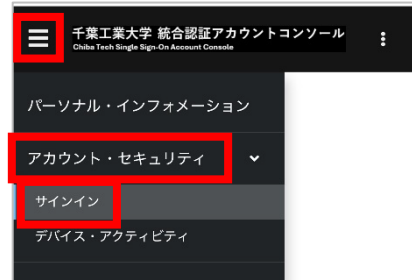 千葉工業大学 統合認証アカウントコンソール
Chiba Tech Single Sign-On Account Console
パーソナル・インフォメーション
アカウント・セキュリティ
サインイン
デバイス・アクティビティ